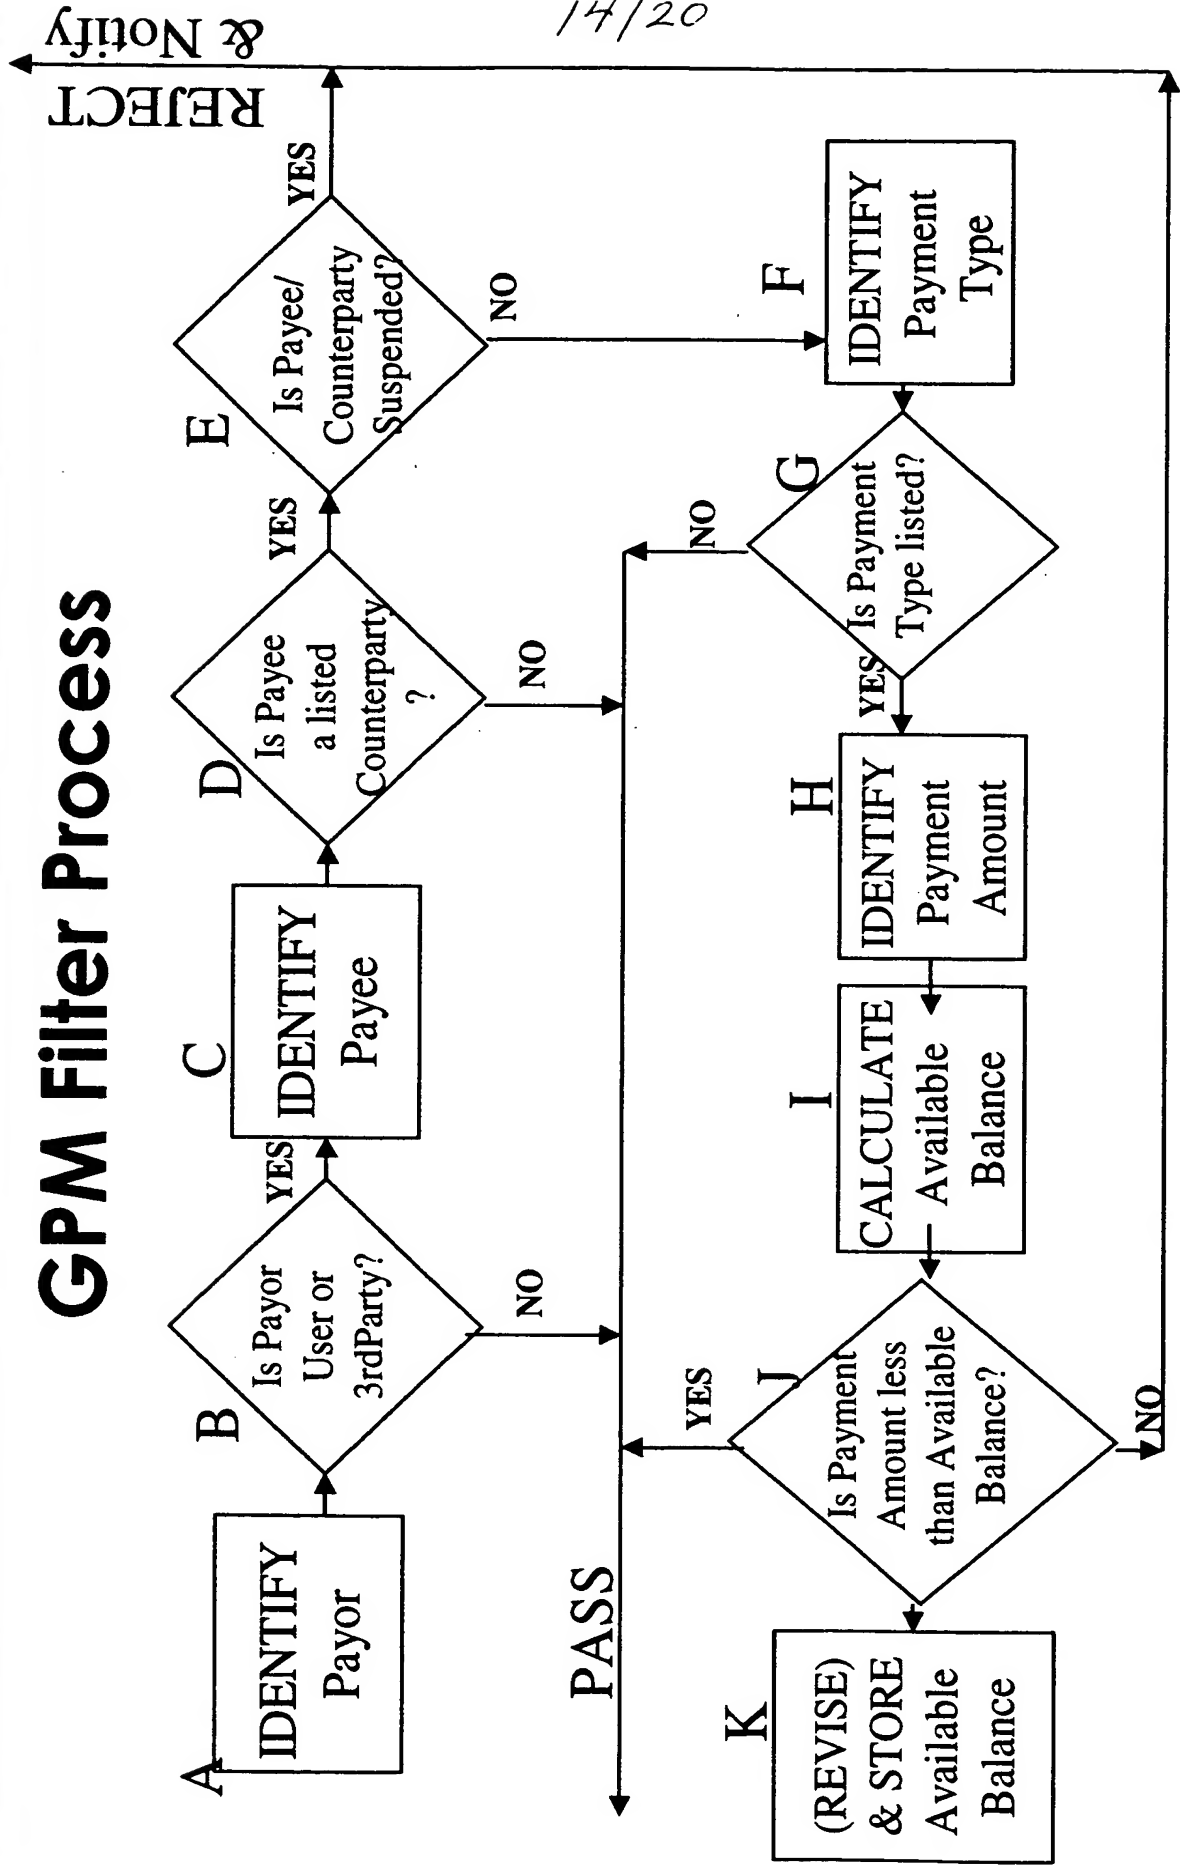 14/20
GPM Filter Process
A
IDENTIFY
Payor
B
Is Payor
User or
3rdParty?
YES
NO
C
IDENTIFY
Payee
D
Is Payee
a listed
Counterparty
?
YES
NO
E
Is Payee/
Counterparty
Suspended?
YES
NO
REJECT
& Notify
F
IDENTIFY
Payment
Type
G
Is Payment
Type listed?
NO
YES
H
IDENTIFY
Payment
Amount
I
CALCULATE
Available
Balance
J
Is Payment
Amount less
than Available
Balance?
YES
NO
PASS
K
(REVISE)
& STORE
Available
Balance